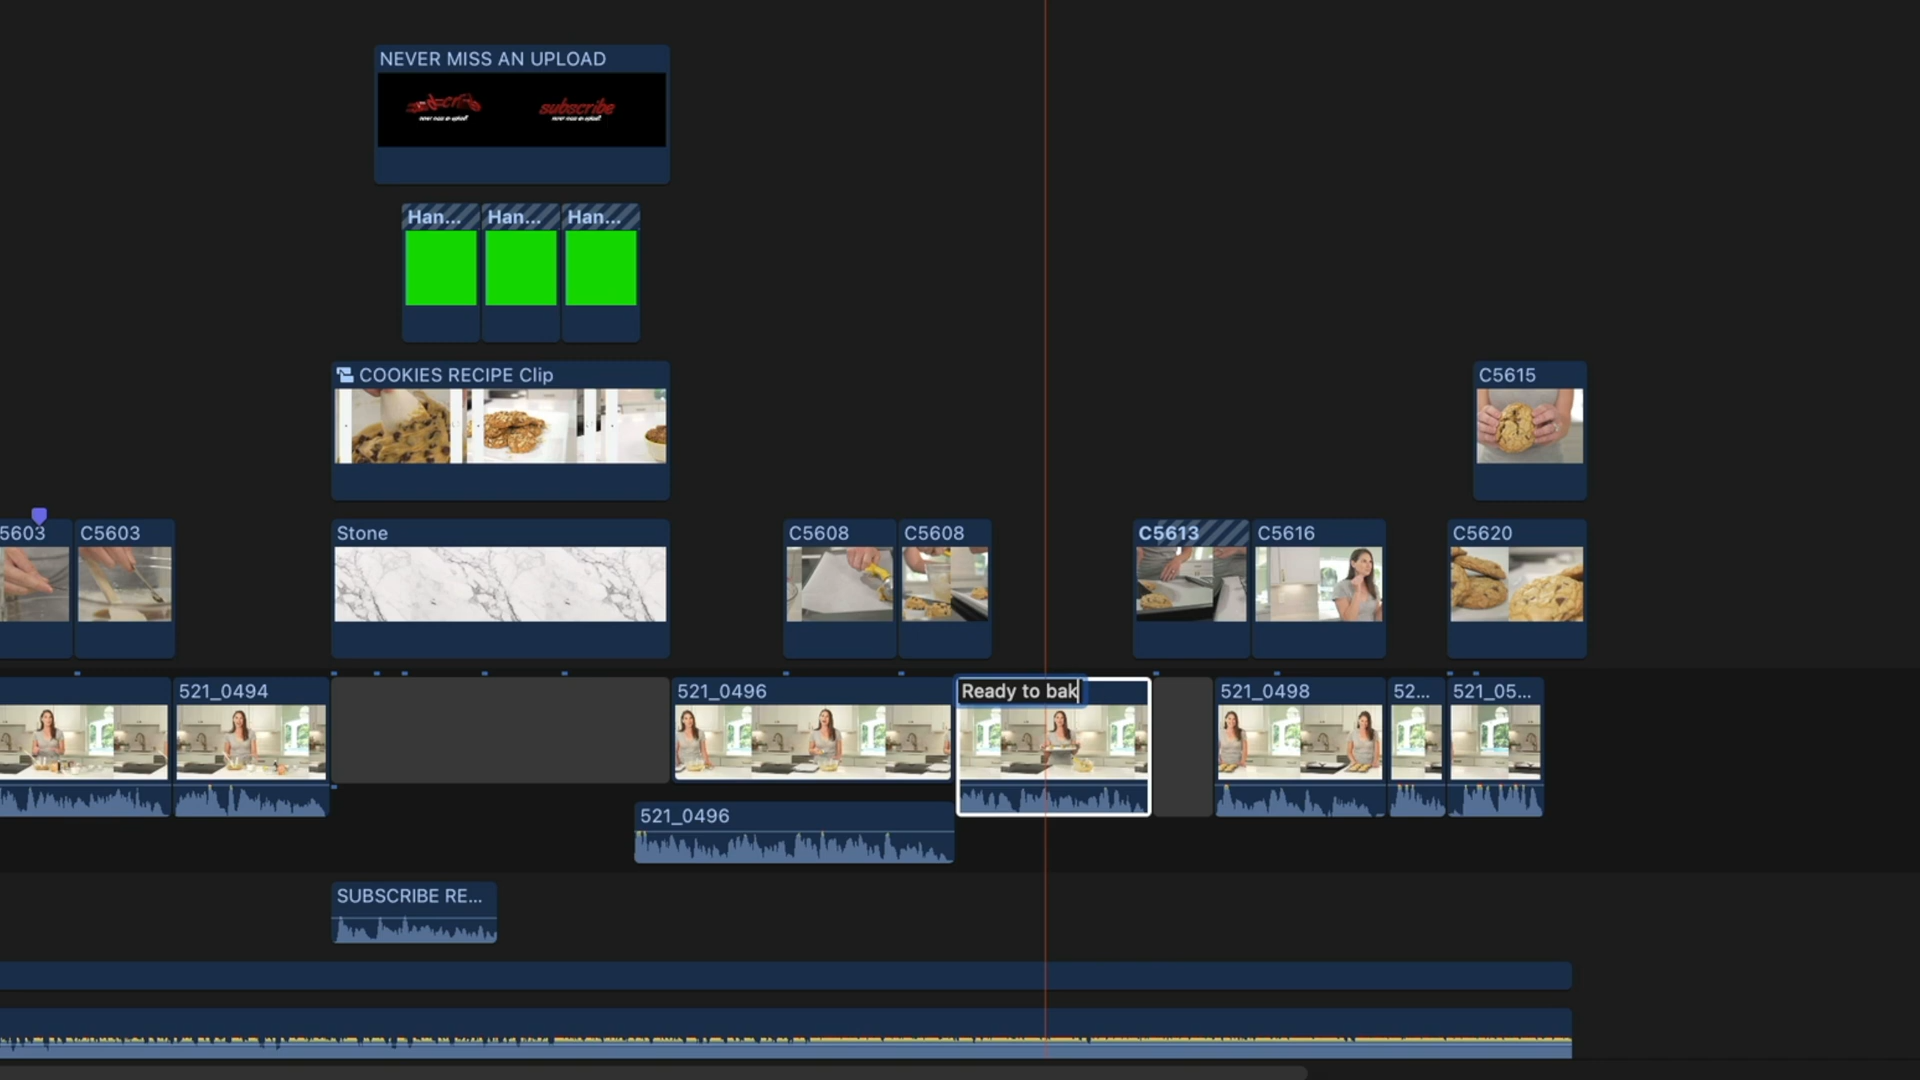 NEVER MISS AN UPLOAD
subscribe
never miss an upload!
Han... Han... Han...
COOKIES RECIPE Clip
C5615
5603 C5603 Stone C5608 C5608 C5613 C5616 C5620
521_0494 521_0496 Ready to bak 521_0498 52... 521_05...
521_0496
SUBSCRIBE RE...